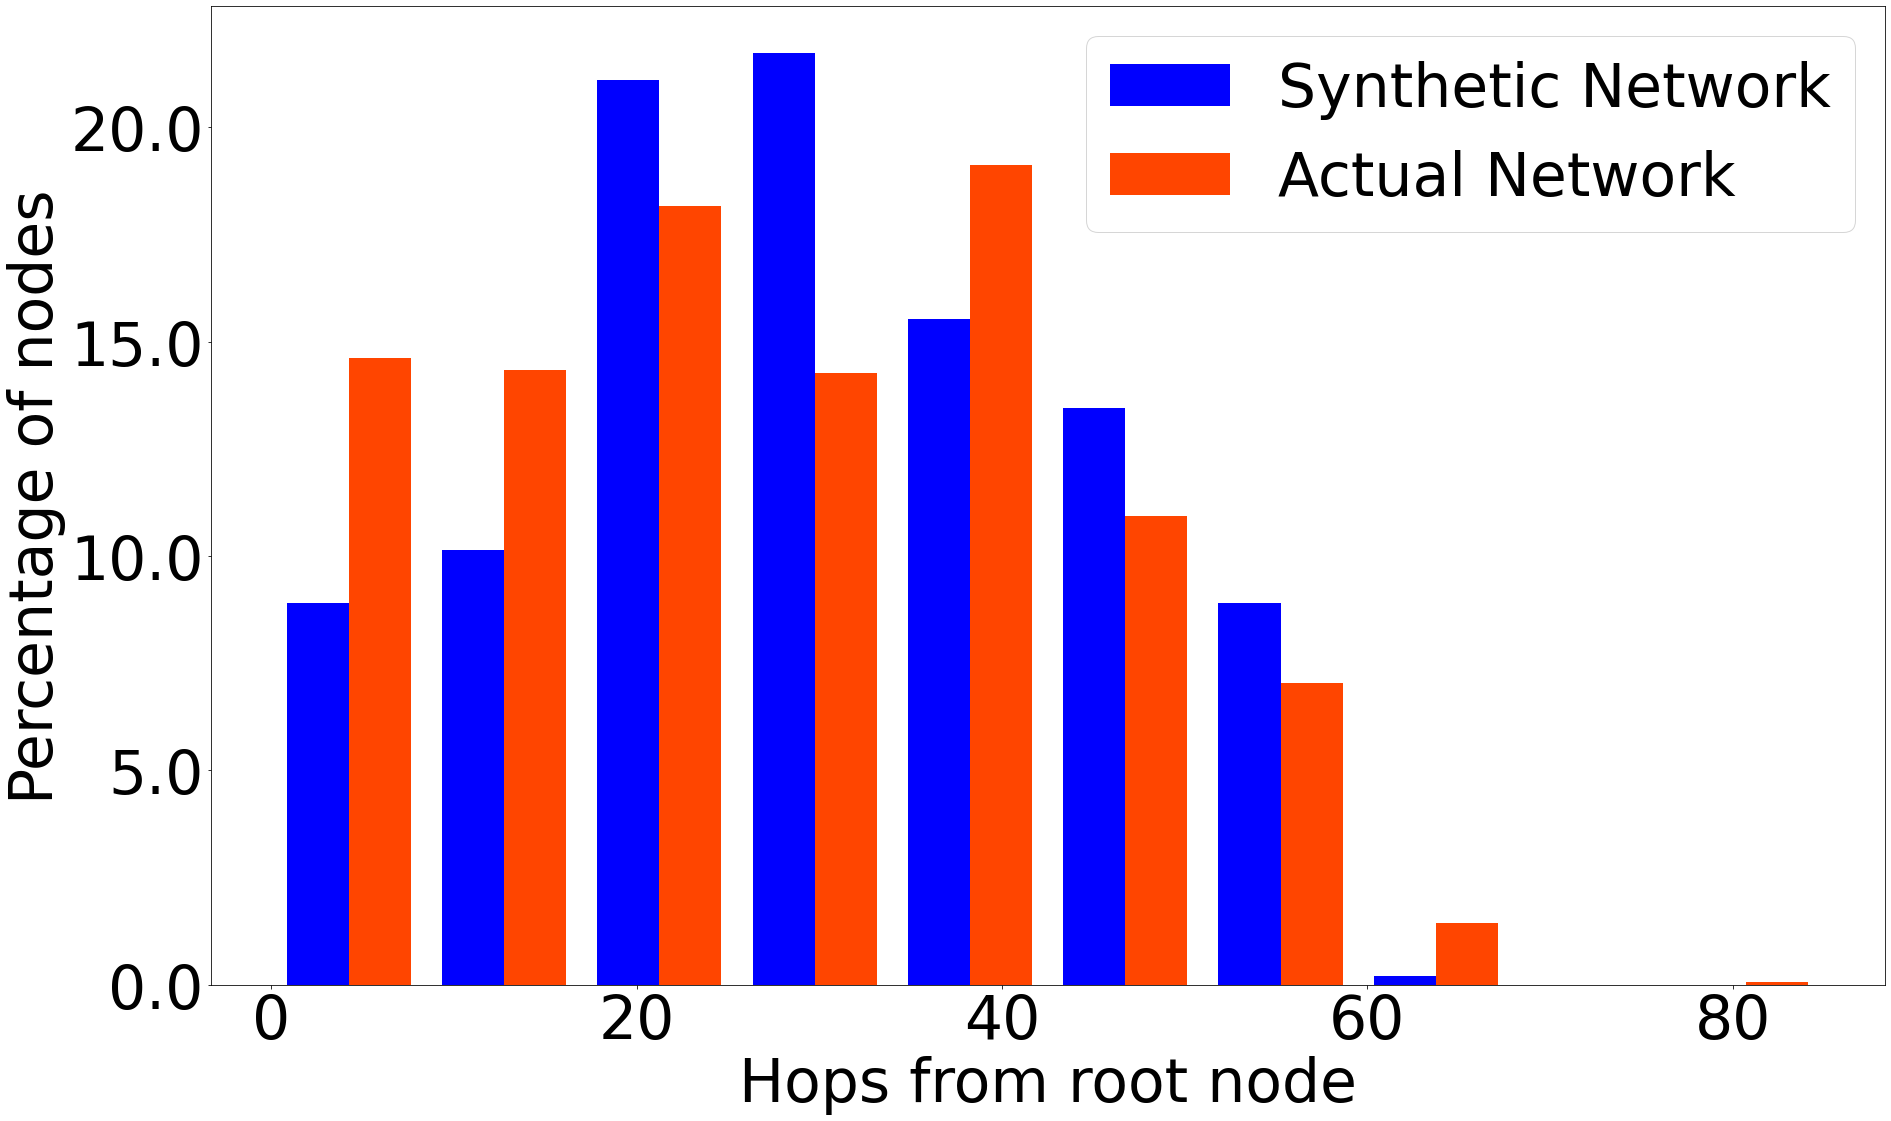 Synthetic Network
Actual Network
Percentage of nodes
20.0
15.0
10.0
5.0
0.0
0 20 40 60 80
Hops from root node